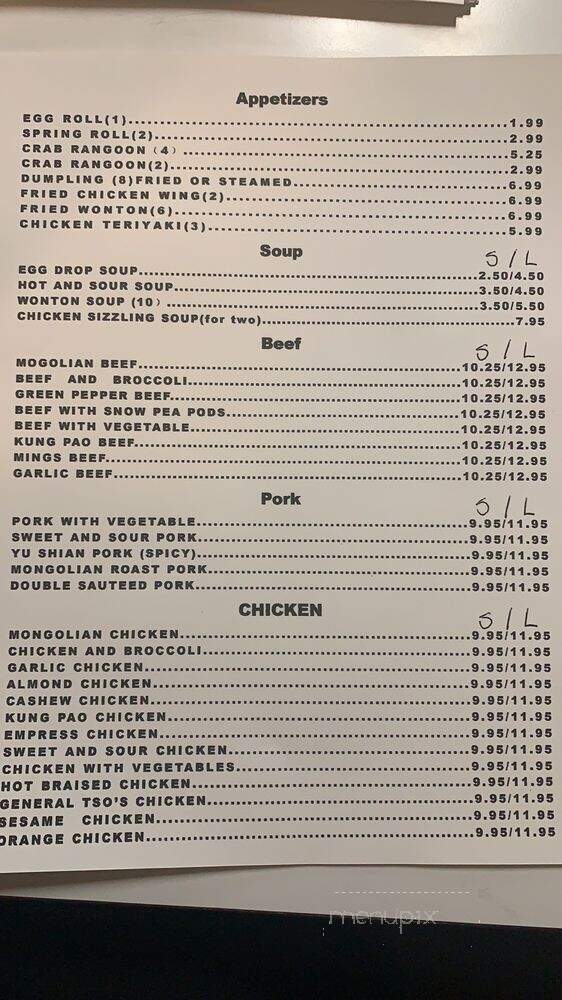 Appetizers
EGG ROLL(1)...1.99
SPRING ROLL(2)...2.99
CRAB RANGOON (4)...5.25
CRAB RANGOON(2)...2.99
DUMPLING (8)FRIED OR STEAMED...6.99
FRIED CHICKEN WING(2)...6.99
FRIED WONTON(6)...6.99
CHICKEN TERIYAKI(3)...5.99
Soup S / L
EGG DROP SOUP...2.50/4.50
HOT AND SOUR SOUP...3.50/4.50
WONTON SOUP (10)...3.50/5.50
CHICKEN SIZZLING SOUP(for two)...7.95
Beef S / L
MOGOLIAN BEEF...10.25/12.95
BEEF AND BROCCOLI...10.25/12.95
GREEN PEPPER BEEF...10.25/12.95
BEEF WITH SNOW PEA PODS...10.25/12.95
BEEF WITH VEGETABLE...10.25/12.95
KUNG PAO BEEF...10.25/12.95
MINGS BEEF...10.25/12.95
GARLIC BEEF...10.25/12.95
Pork S / L
PORK WITH VEGETABLE...9.95/11.95
SWEET AND SOUR PORK...9.95/11.95
YU SHIAN PORK (SPICY)...9.95/11.95
MONGOLIAN ROAST PORK...9.95/11.95
DOUBLE SAUTEED PORK...9.95/11.95
CHICKEN S / L
MONGOLIAN CHICKEN...9.95/11.95
CHICKEN AND BROCCOLI...9.95/11.95
GARLIC CHICKEN...9.95/11.95
ALMOND CHICKEN...9.95/11.95
CASHEW CHICKEN...9.95/11.95
KUNG PAO CHICKEN...9.95/11.95
EMPRESS CHICKEN...9.95/11.95
SWEET AND SOUR CHICKEN...9.95/11.95
CHICKEN WITH VEGETABLES...9.95/11.95
HOT BRAISED CHICKEN...9.95/11.95
GENERAL TSO'S CHICKEN...9.95/11.95
SESAME CHICKEN...9.95/11.95
ORANGE CHICKEN...9.95/11.95
menupix